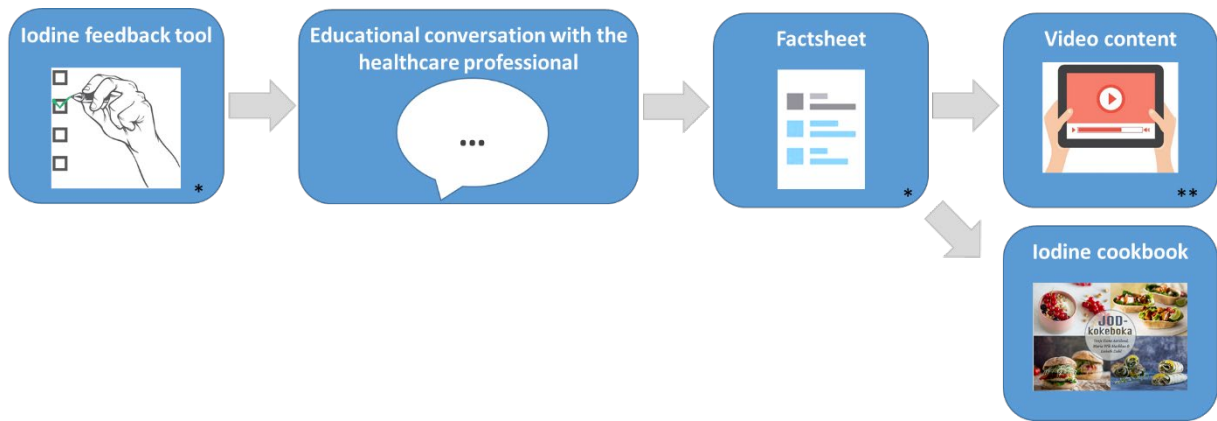 Iodine feedback tool
*
Educational conversation with the
healthcare professional
...
Factsheet
*
Video content
**
Iodine cookbook
JOD-
kokeboka